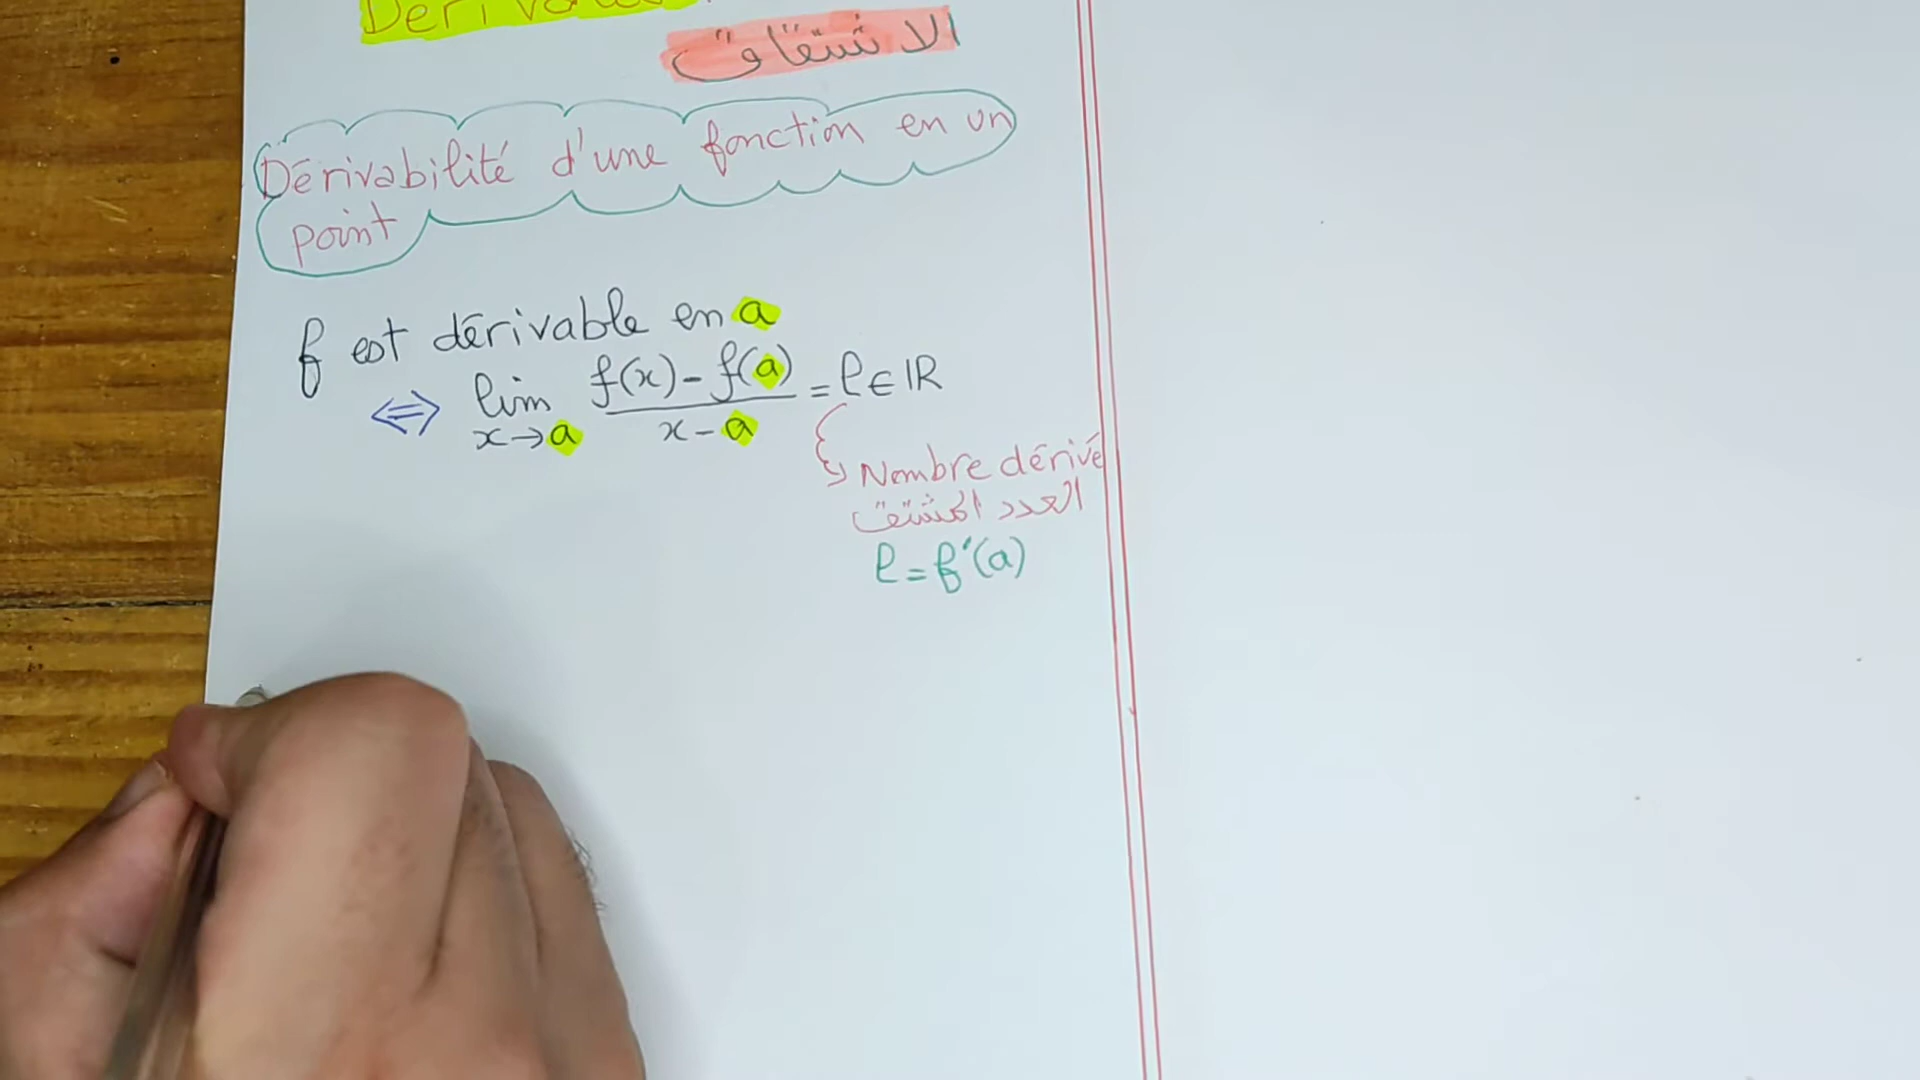 الاشتقاق
Dérivabilité d'une fonction en un
point
f est dérivable en a
⇔ lim f(x) - f(a) = l ∈ IR
x→a x - a
Nombre dérivé
العدد المشتق
l = f'(a)